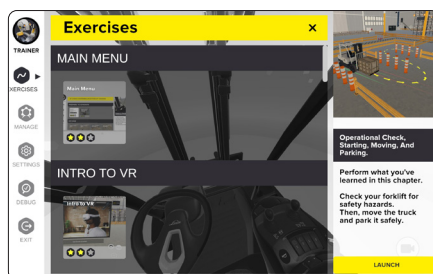 Exercises
×
TRAINER
XERCISES
MANAGE
SETTINGS
DEBUG
EXIT
MAIN MENU
Main Menu
INTRO TO VR
Intro to VR
Operational Check,
Starting, Moving, And
Parking.
Perform what you've
learned in this chapter.
Check your forklift for
safety hazards.
Then, move the truck
and park it safely.
LAUNCH